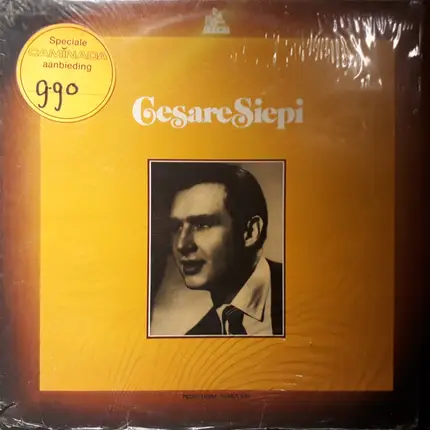 Speciale
CAMINADA
aanbieding
9.90
Cesare Siepi